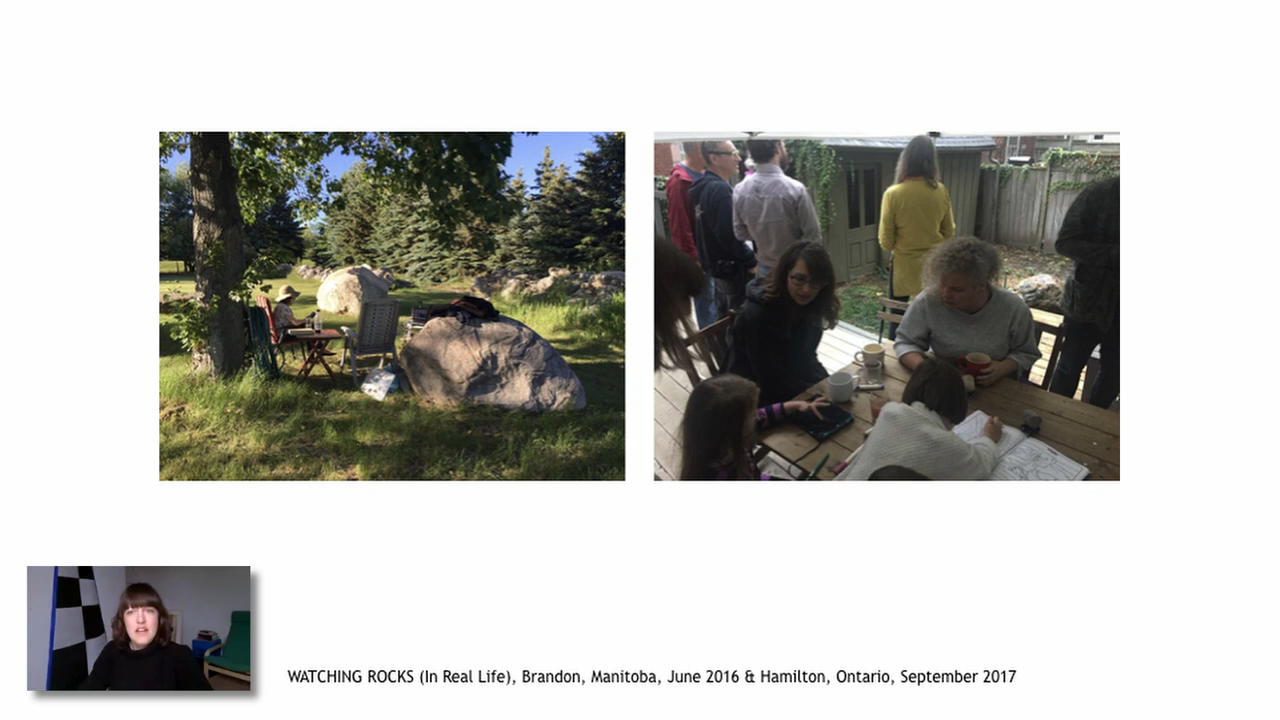 WATCHING ROCKS (In Real Life), Brandon, Manitoba, June 2016 & Hamilton, Ontario, September 2017